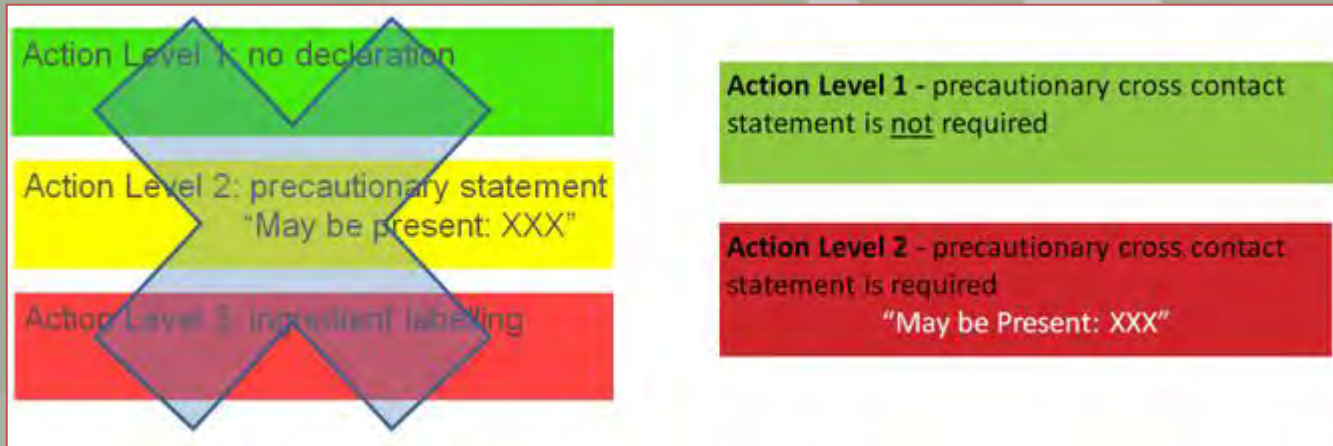 Action Level 1: no declaration
Action Level 2: precautionary statement
"May be present: XXX"
Action Level 3: ingredient labelling
Action Level 1 - precautionary cross contact
statement is not required
Action Level 2 - precautionary cross contact
statement is required
"May be Present: XXX"